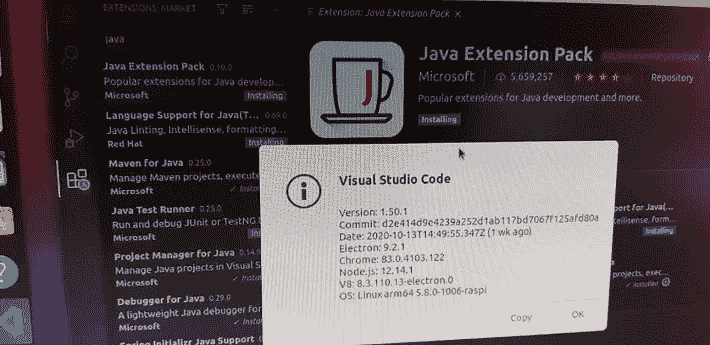 EXTENSIONS: MARKET
Extension: Java Extension Pack ×
java
Java Extension Pack 0.10.0
Popular extensions for Java develop...
Microsoft
Installing
Language Support for Java(T... 0.69.0
Java Linting, Intellisense, formatting...
Red Hat
Installing
Maven for Java 0.25.0
Manage Maven projects, execute
Microsoft
Java Test Runner 0.25.0
Run and debug JUnit or TestNG
Microsoft
Project Manager for Java 0.14.0
Manage Java projects in Visual S
Microsoft
Debugger for Java 0.29.0
A lightweight Java debugger for
Microsoft
Spring Initializr Java Support
J
Java Extension Pack
Microsoft
5,659,257
Repository
Popular extensions for Java development and more.
Installing
Visual Studio Code
Version: 1.50.1
Commit: d2e414d9e4239a252d1ab117bd7067f125afd80a
Date: 2020-10-13T14:49:55.347Z (1 wk ago)
Electron: 9.2.1
Chrome: 83.0.4103.122
Node.js: 12.14.1
V8: 8.3.110.13-electron.0
OS: Linux arm64 5.8.0-1006-raspi
Copy
OK
port for Java(...
tellisense, form...
Installing
projects, exec...
Installed